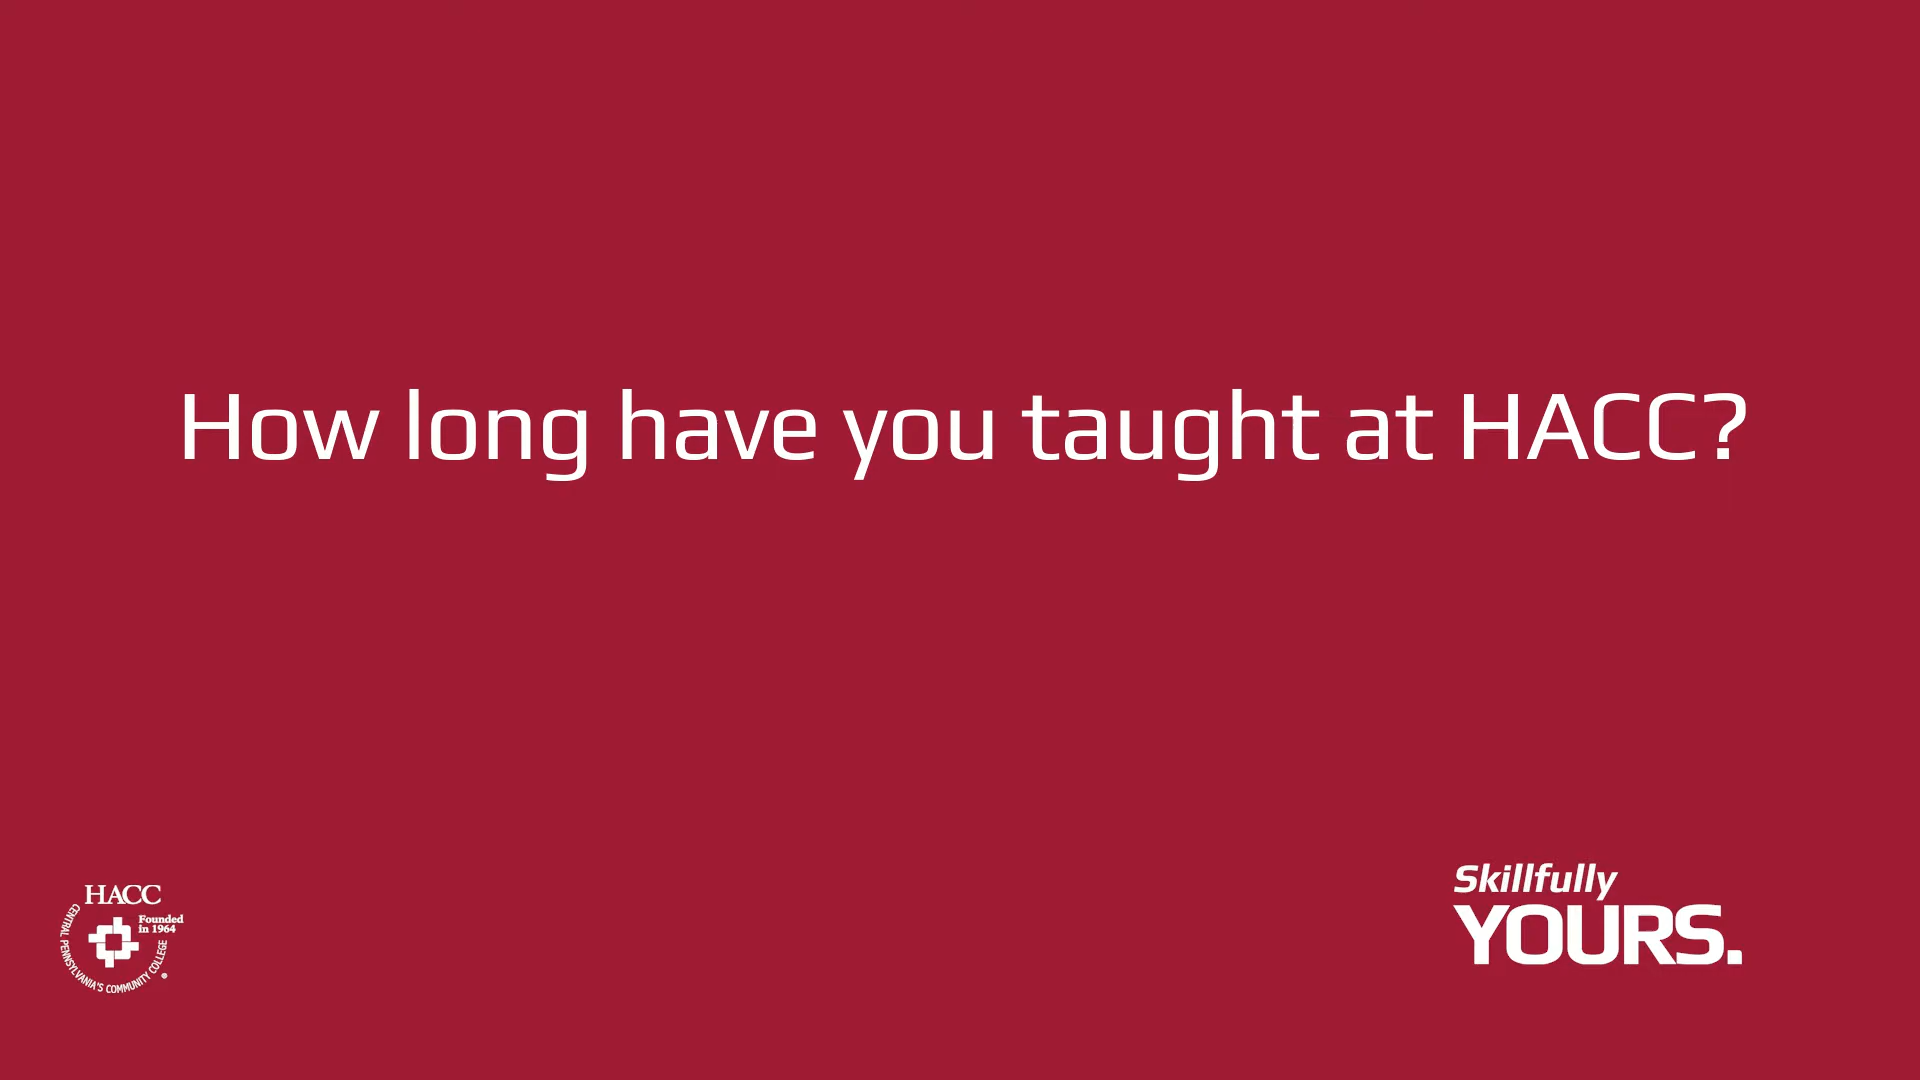 How long have you taught at HACC?
HACC
Founded
in 1964
CENTRAL PENNSYLVANIA'S COMMUNITY COLLEGE
®
Skillfully
YOURS.